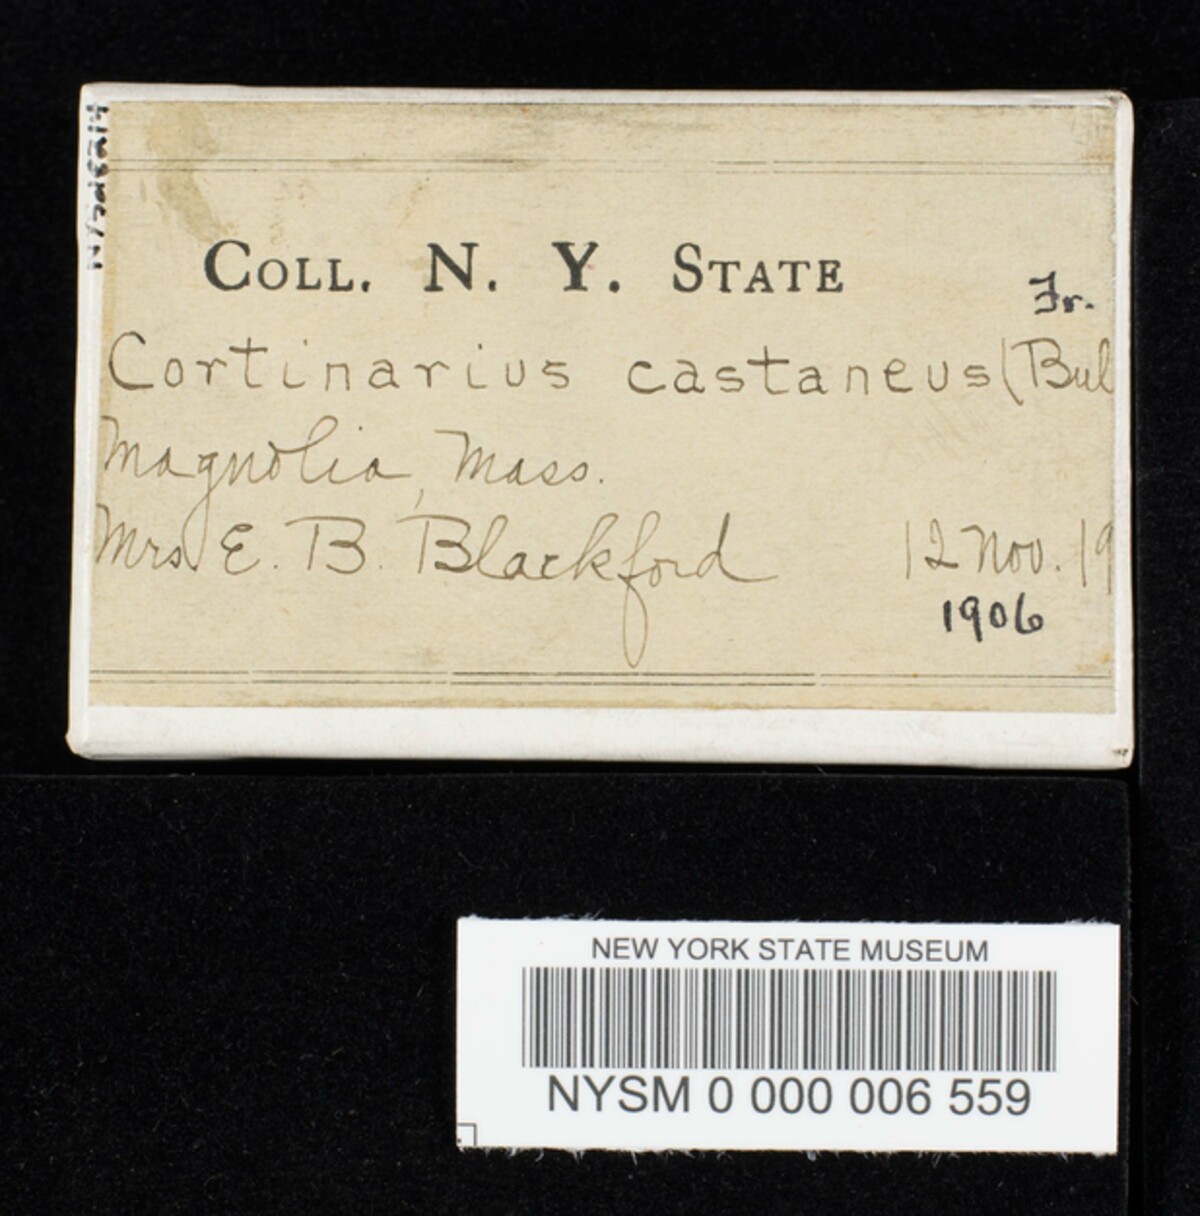 COLL. N. Y. STATE
Fr.
Cortinarius castaneus (Bul
Magnolia, Mass.
Mrs E. B. Blackford 12 Nov. 19
1906
NEW YORK STATE MUSEUM
NYSM 0 000 006 559